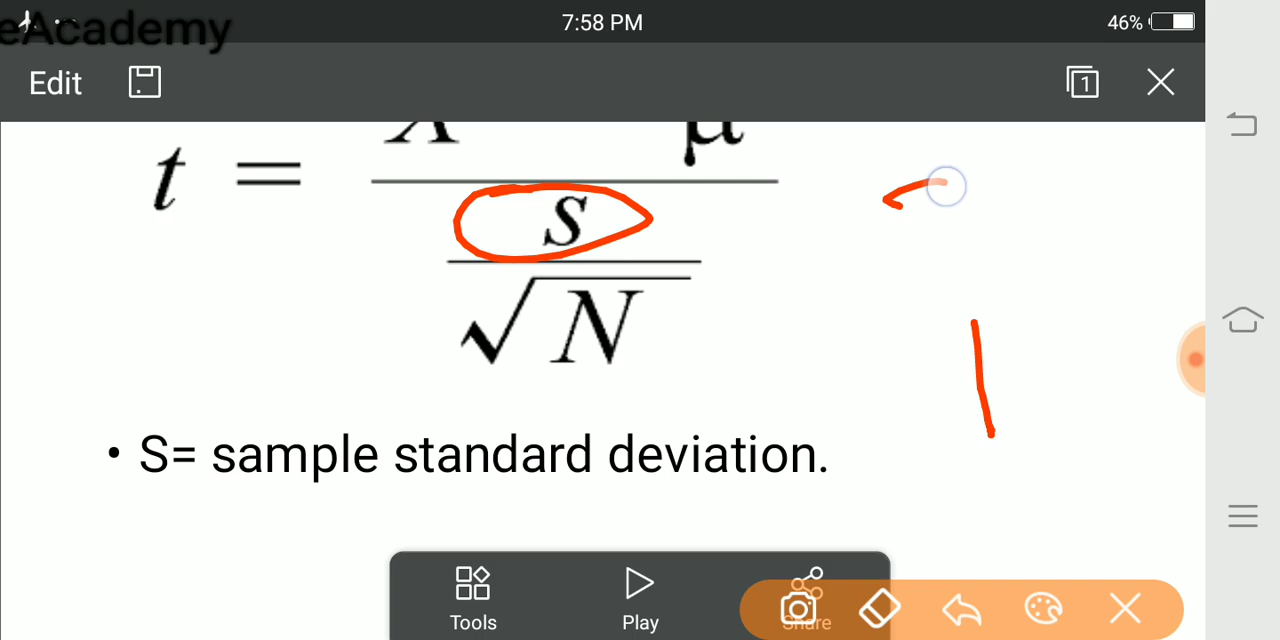 eAcademy
7:58 PM
46%
Edit
1
t = μ
S
√N
• S= sample standard deviation.
Tools
Play
Share